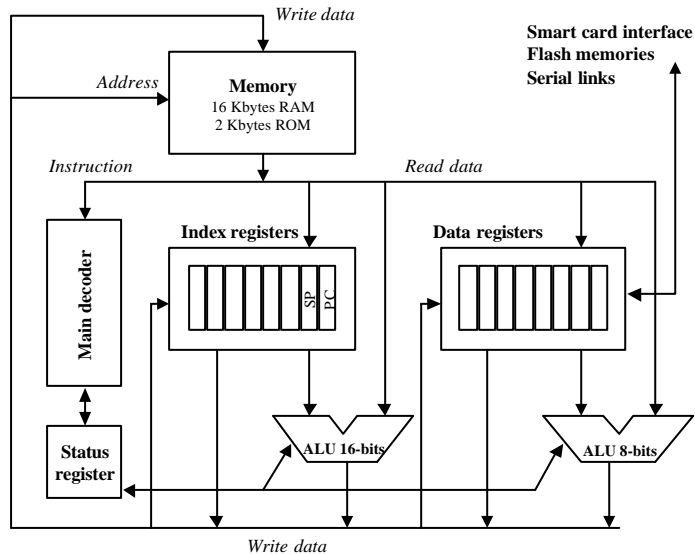 Write data
Smart card interface
Flash memories
Serial links
Address
Memory
16 Kbytes RAM
2 Kbytes ROM
Instruction
Read data
Index registers
Data registers
Main decoder
SP
PC
Status
register
ALU 16-bits
ALU 8-bits
Write data